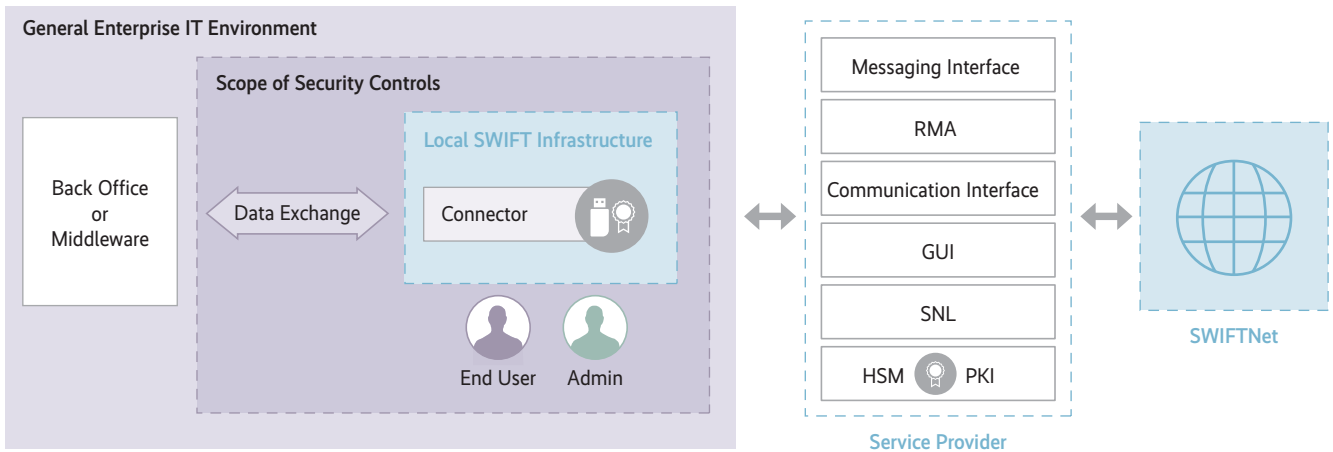 General Enterprise IT Environment
Scope of Security Controls
Back Office
or
Middleware
Data Exchange
Local SWIFT Infrastructure
Connector
End User
Admin
Messaging Interface
RMA
Communication Interface
GUI
SNL
HSM PKI
Service Provider
SWIFTNet